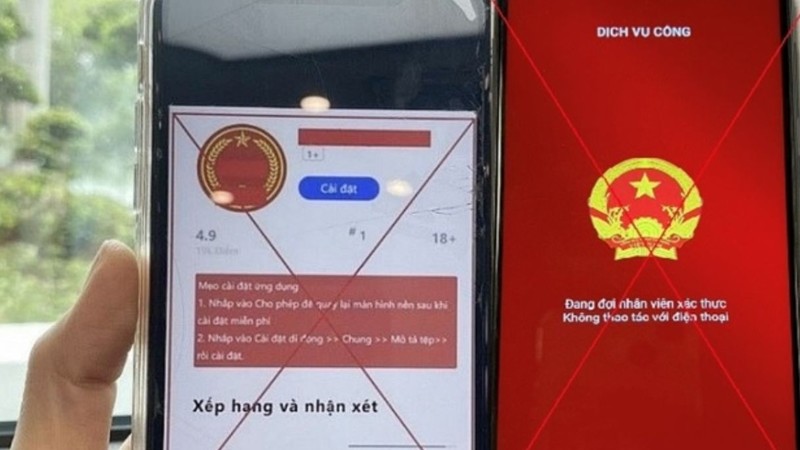 1+
Cài đặt
4.9
#1
18+
Mẹo cài đặt ứng dụng
1. Nhấp vào Cho phép để quay lại màn hình nền sau khi
cài đặt miễn phí
2. Nhấp vào Cài đặt di động >> Chung >> Mô tả tệp>>
rồi cài đặt.
Xếp hang và nhận xét
DỊCH VỤ CÔNG
Đang đợi nhân viên xác thực
Không thao tác với điện thoại